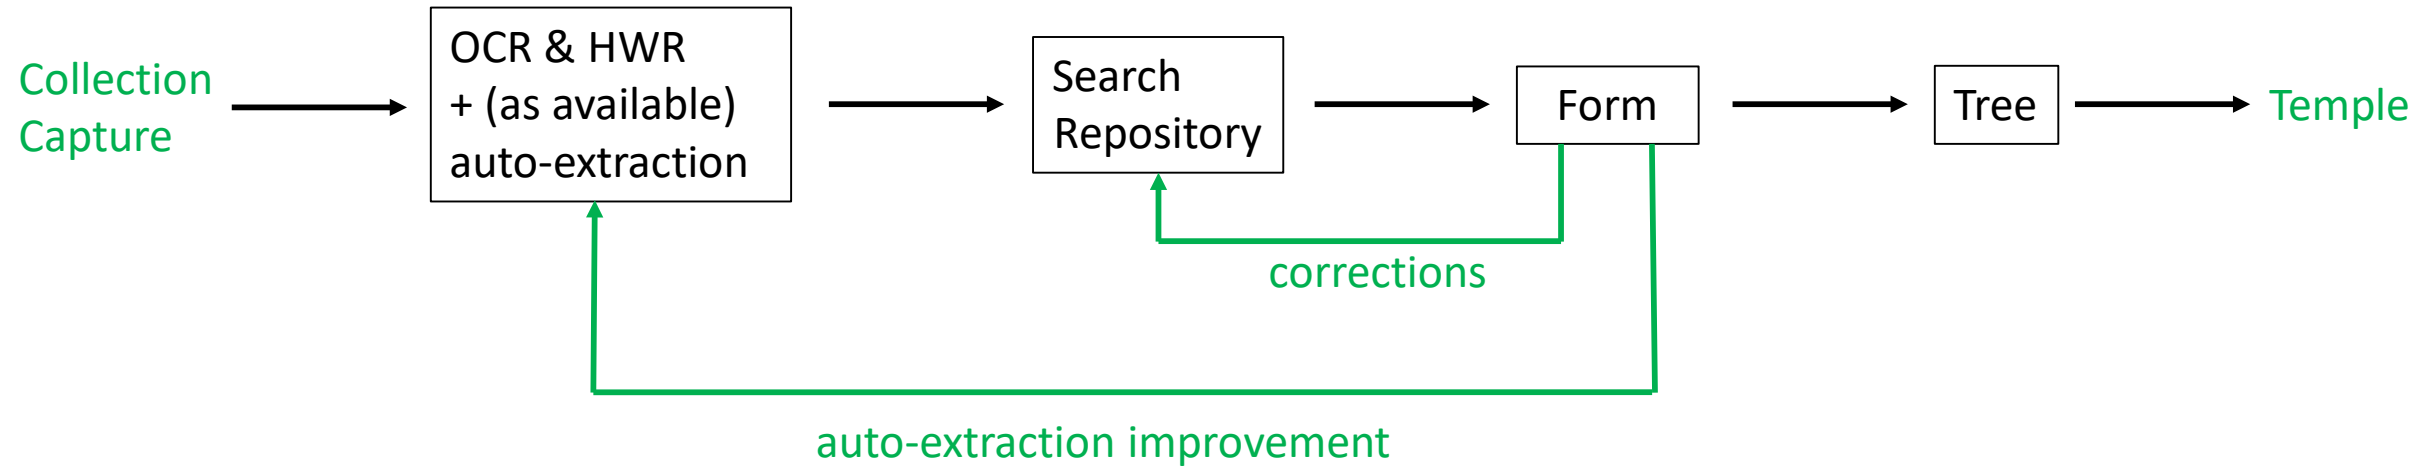 Collection
Capture
OCR & HWR
+ (as available)
auto-extraction
Search
Repository
Form
Tree
Temple
corrections
auto-extraction improvement